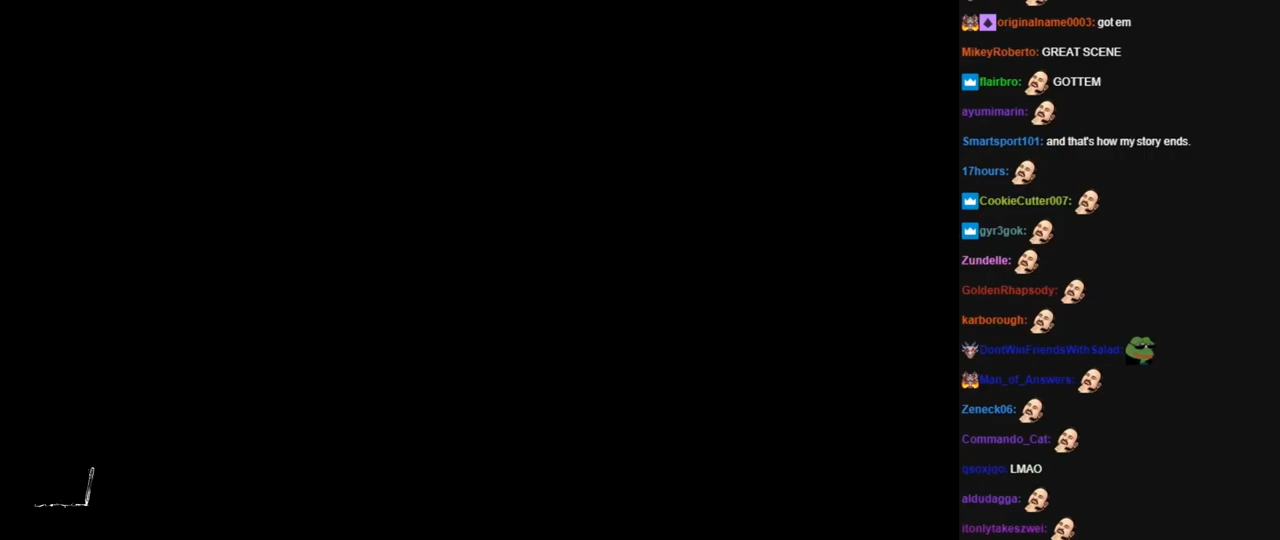 originalname0003: got em
MikeyRoberto: GREAT SCENE
flairbro: GOTTEM
ayumimarin:
Smartsport101: and that's how my story ends.
17hours:
CookieCutter007:
gyr3gok:
Zundelle:
GoldenRhapsody:
karborough:
DontWinFriendsWithSalad:
Man_of_Answers:
Zeneck06:
Commando_Cat:
qsoxjgo: LMAO
aldudagga:
itonlytakeszwei: